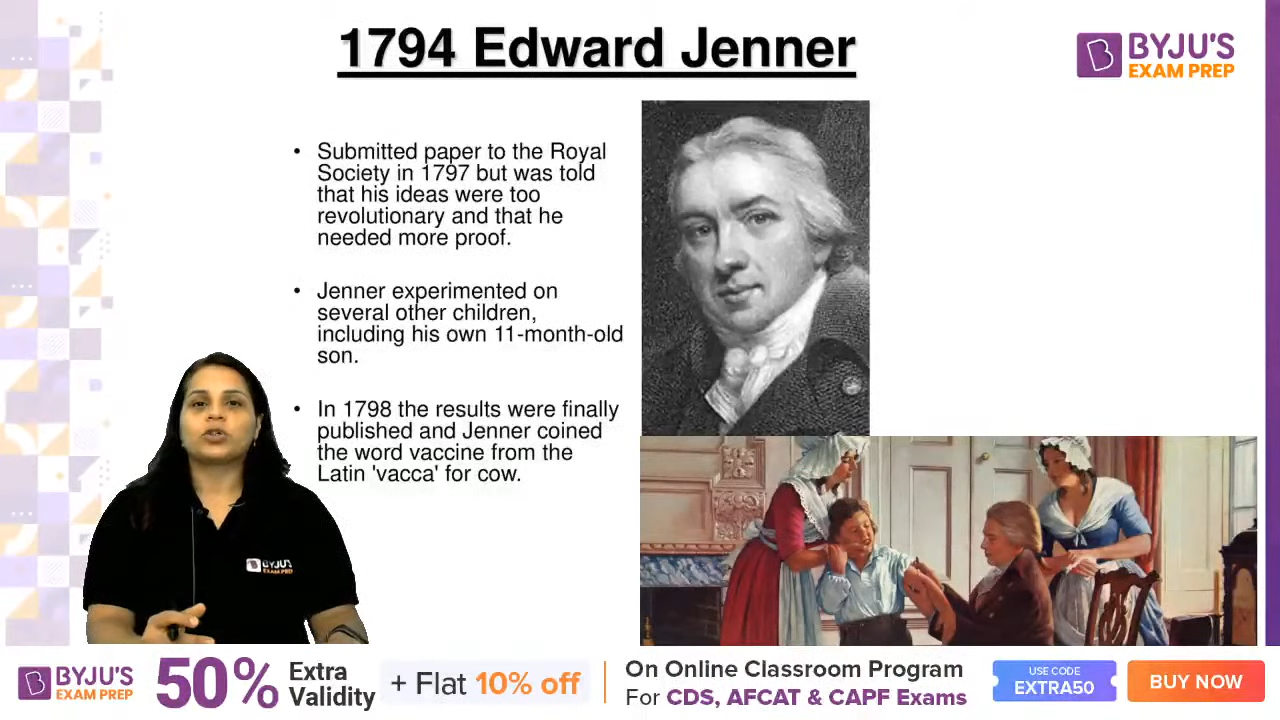 1794 Edward Jenner
BYJU'S
EXAM PREP
• Submitted paper to the Royal
Society in 1797 but was told
that his ideas were too
revolutionary and that he
needed more proof.
• Jenner experimented on
several other children,
including his own 11-month-old
son.
• In 1798 the results were finally
published and Jenner coined
the word vaccine from the
Latin 'vacca' for cow.
BYJU'S
EXAM PREP
BYJU'S
EXAM PREP
50% Extra
Validity
+ Flat 10% off
On Online Classroom Program
For CDS, AFCAT & CAPF Exams
USE CODE
EXTRA50
BUY NOW